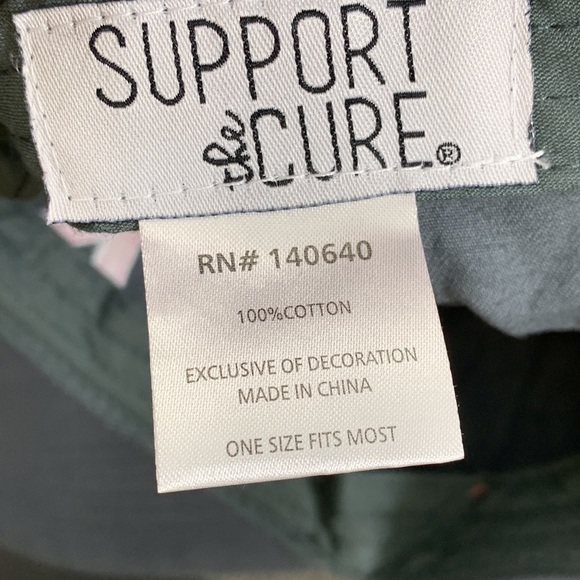 SUPPORT
the CURE®
RN# 140640
100%COTTON
EXCLUSIVE OF DECORATION
MADE IN CHINA
ONE SIZE FITS MOST